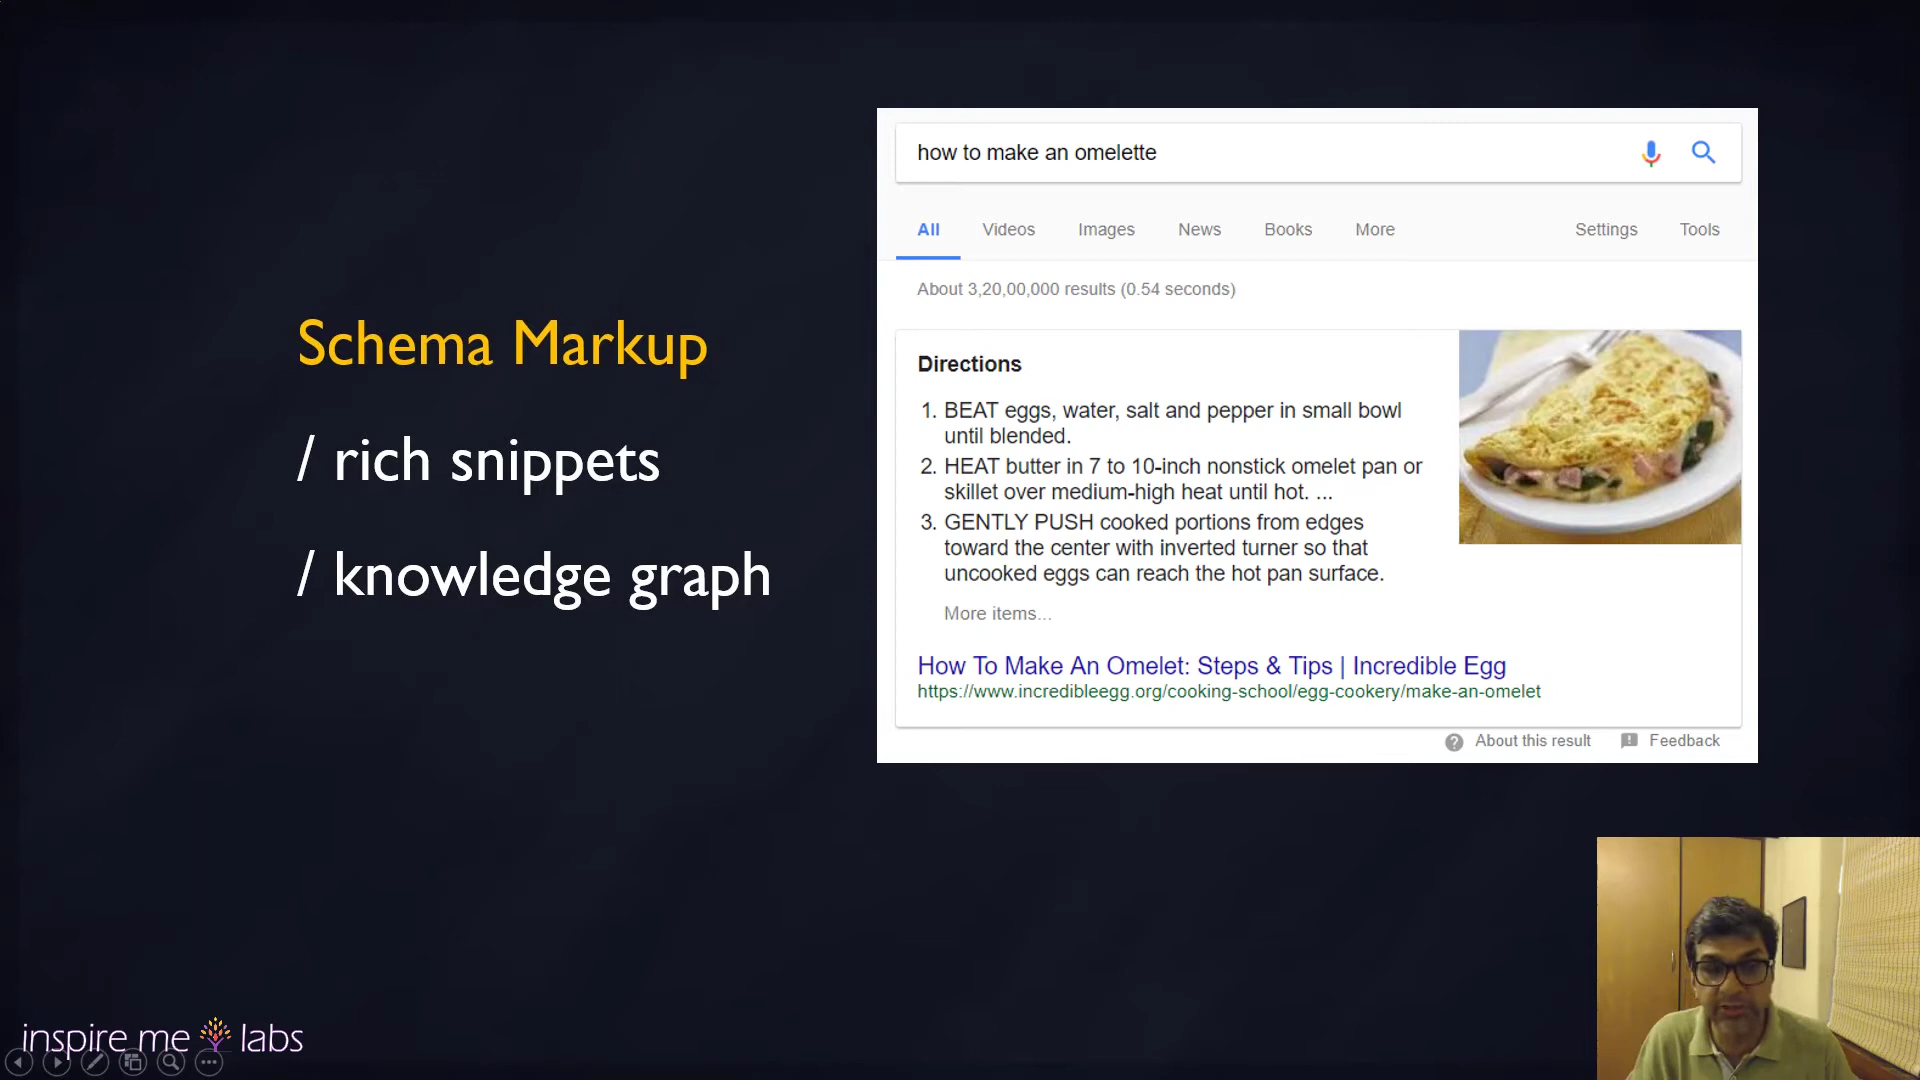 Schema Markup
/ rich snippets
/ knowledge graph
how to make an omelette
All Videos Images News Books More Settings Tools
About 3,20,00,000 results (0.54 seconds)
Directions
1. BEAT eggs, water, salt and pepper in small bowl
until blended.
2. HEAT butter in 7 to 10-inch nonstick omelet pan or
skillet over medium-high heat until hot. ...
3. GENTLY PUSH cooked portions from edges
toward the center with inverted turner so that
uncooked eggs can reach the hot pan surface.
More items...
How To Make An Omelet: Steps & Tips | Incredible Egg
https://www.incredibleegg.org/cooking-school/egg-cookery/make-an-omelet
About this result Feedback
inspire me labs